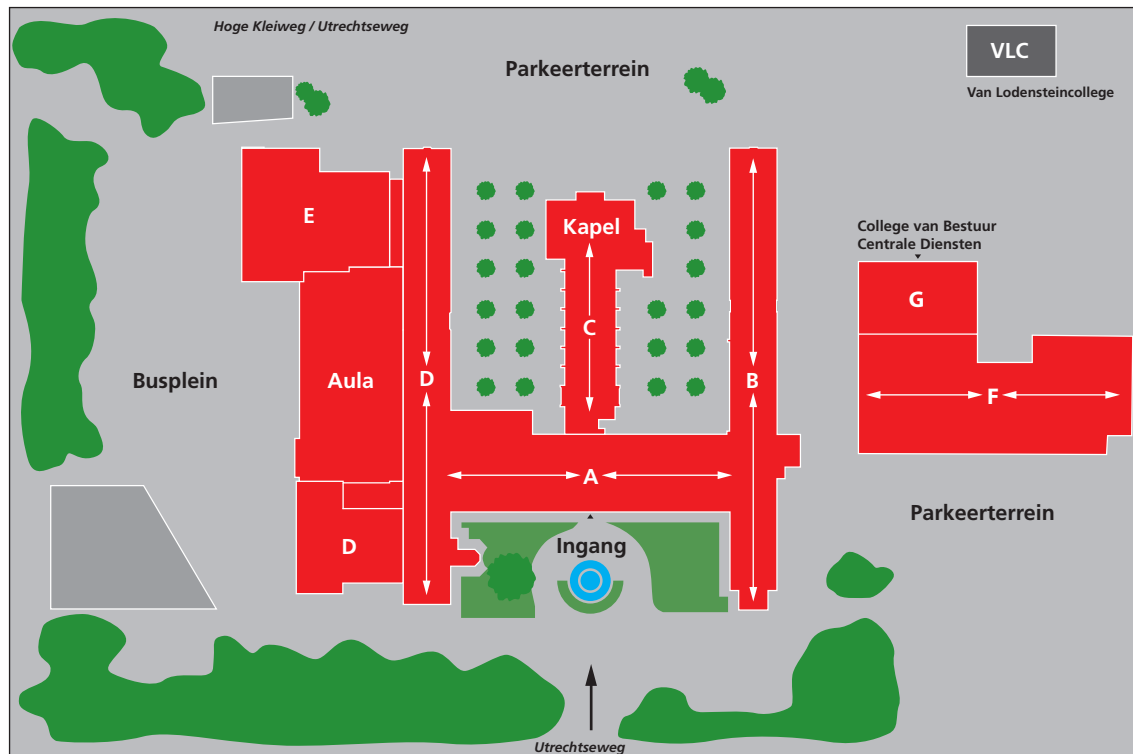 Hoge Kleiweg / Utrechtseweg
Parkeerterrein
VLC
Van Lodensteincollege
E
Kapel
College van Bestuur
Centrale Diensten
G
C
Busplein
Aula
D
B
F
A
Parkeerterrein
D
Ingang
Utrechtseweg